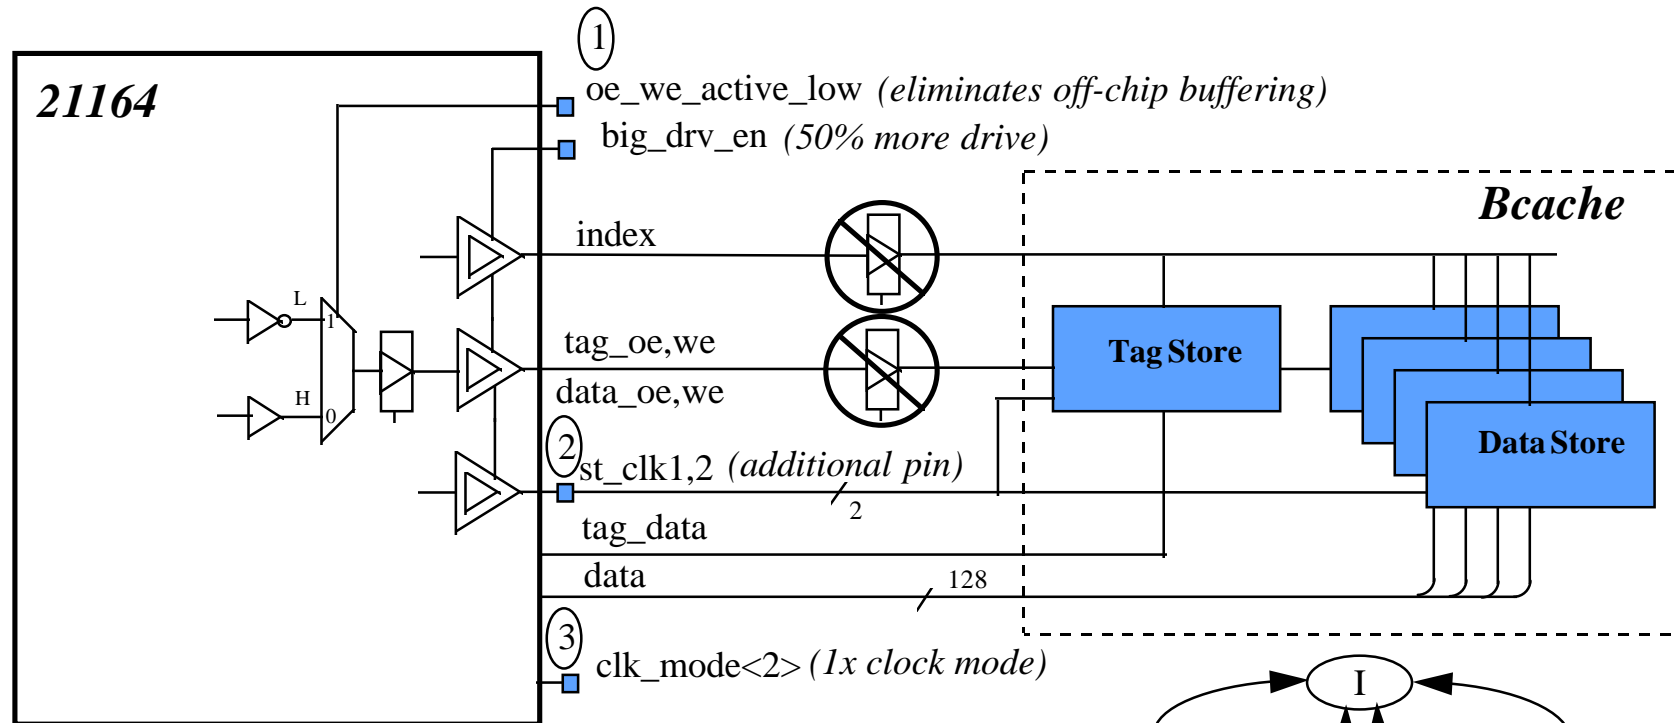 1
21164
oe_we_active_low (eliminates off-chip buffering)
big_drv_en (50% more drive)
Bcache
index
L
1
tag_oe,we
Tag Store
data_oe,we
H
0
2
st_clk1,2 (additional pin)
Data Store
2
tag_data
data
128
3
clk_mode<2> (1x clock mode)
I